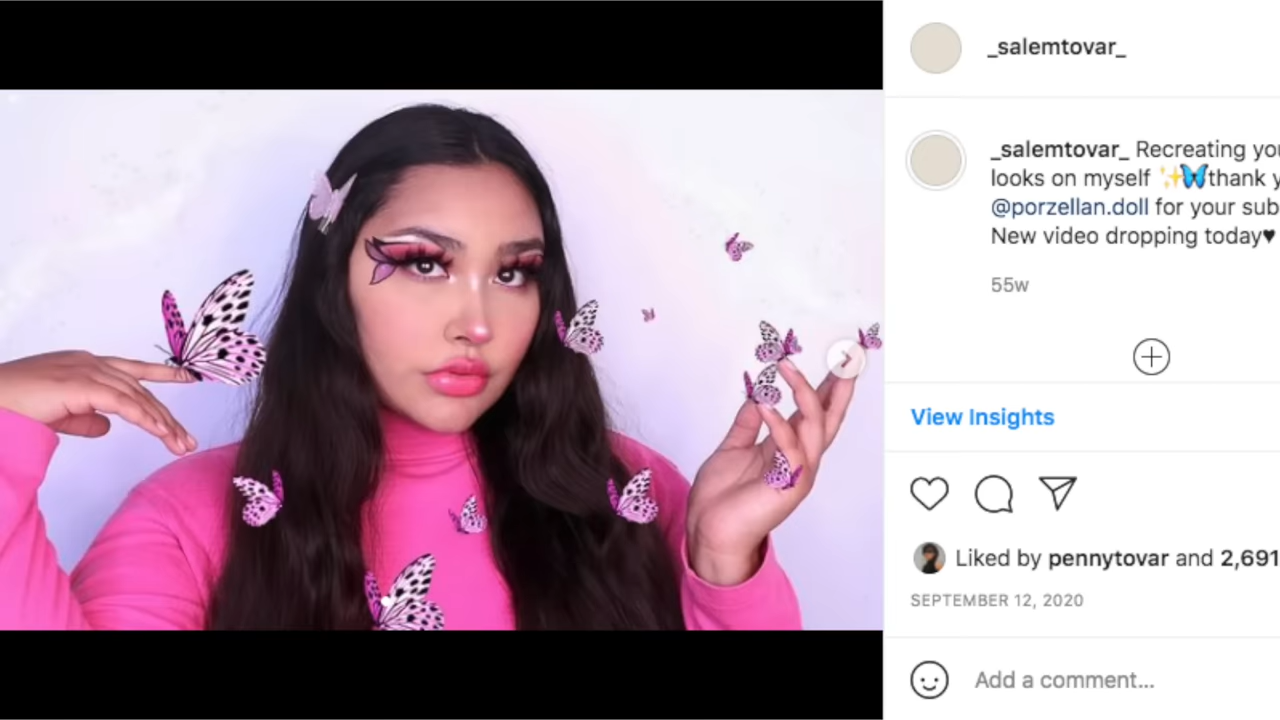 _salemtovar_
_salemtovar_ Recreating you
looks on myself ✨🦋thank y
@porzellan.doll for your sub
New video dropping today♥
55w
View Insights
Liked by pennytovar and 2,691
SEPTEMBER 12, 2020
Add a comment...